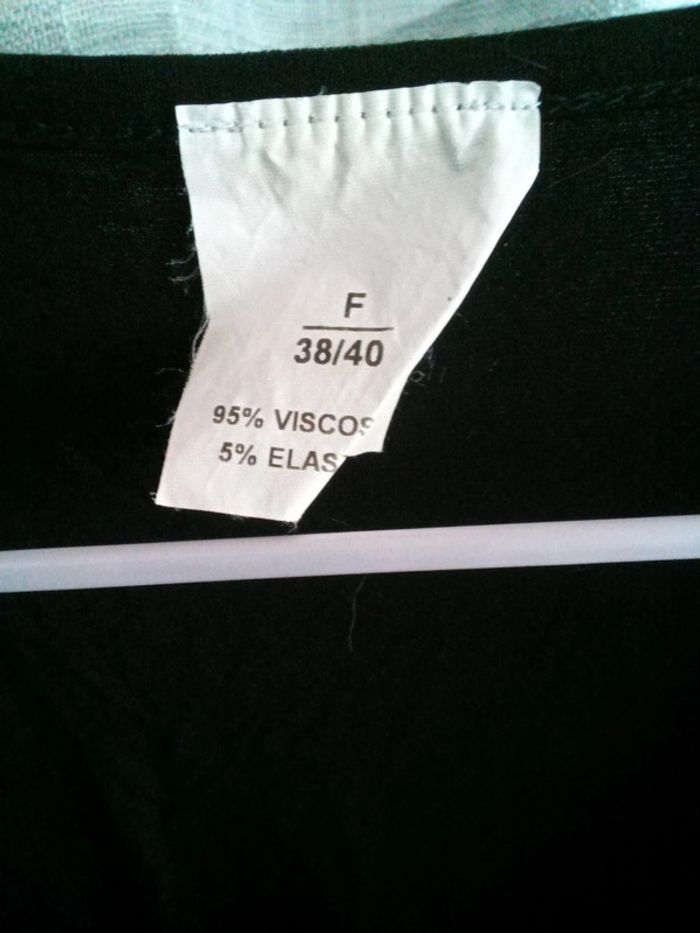 F
38/40
95% VISCOS
5% ELAS